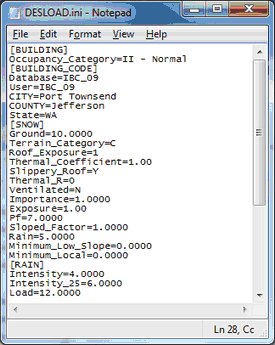 DESLOAD.ini - Notepad
File Edit Format View Help
[BUILDING]
Occupancy_Category=II - Normal
[BUILDING_CODE]
Database=IBC_09
User=IBC_09
CITY=Port Townsend
COUNTY=Jefferson
State=WA
[SNOW]
Ground=10.0000
Terrain_Category=C
Roof_Exposure=1
Thermal_Coefficient=1.00
Slippery_Roof=Y
Thermal_R=0
Ventilated=N
Importance=1.0000
Exposure=1.00
Pf=7.0000
Sloped_Factor=1.0000
Rain=5.0000
Minimum_Low_Slope=0.0000
Minimum_Local=0.0000
[RAIN]
Intensity=4.0000
Intensity_25=6.0000
Load=12.0000
Ln 28, Cc